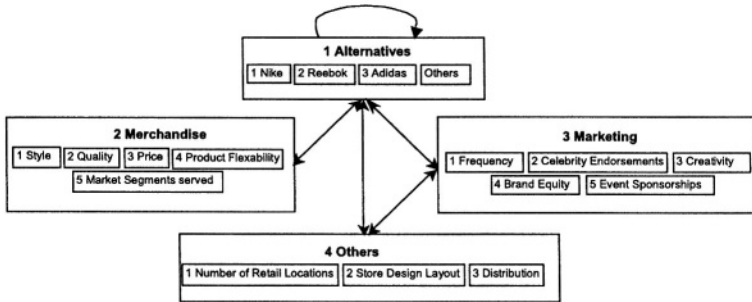 1 Alternatives
1 Nike 2 Reebok 3 Adidas Others
2 Merchandise
1 Style 2 Quality 3 Price 4 Product Flexability
5 Market Segments served
3 Marketing
1 Frequency 2 Celebrity Endorsements 3 Creativity
4 Brand Equity 5 Event Sponsorships
4 Others
1 Number of Retail Locations 2 Store Design Layout 3 Distribution